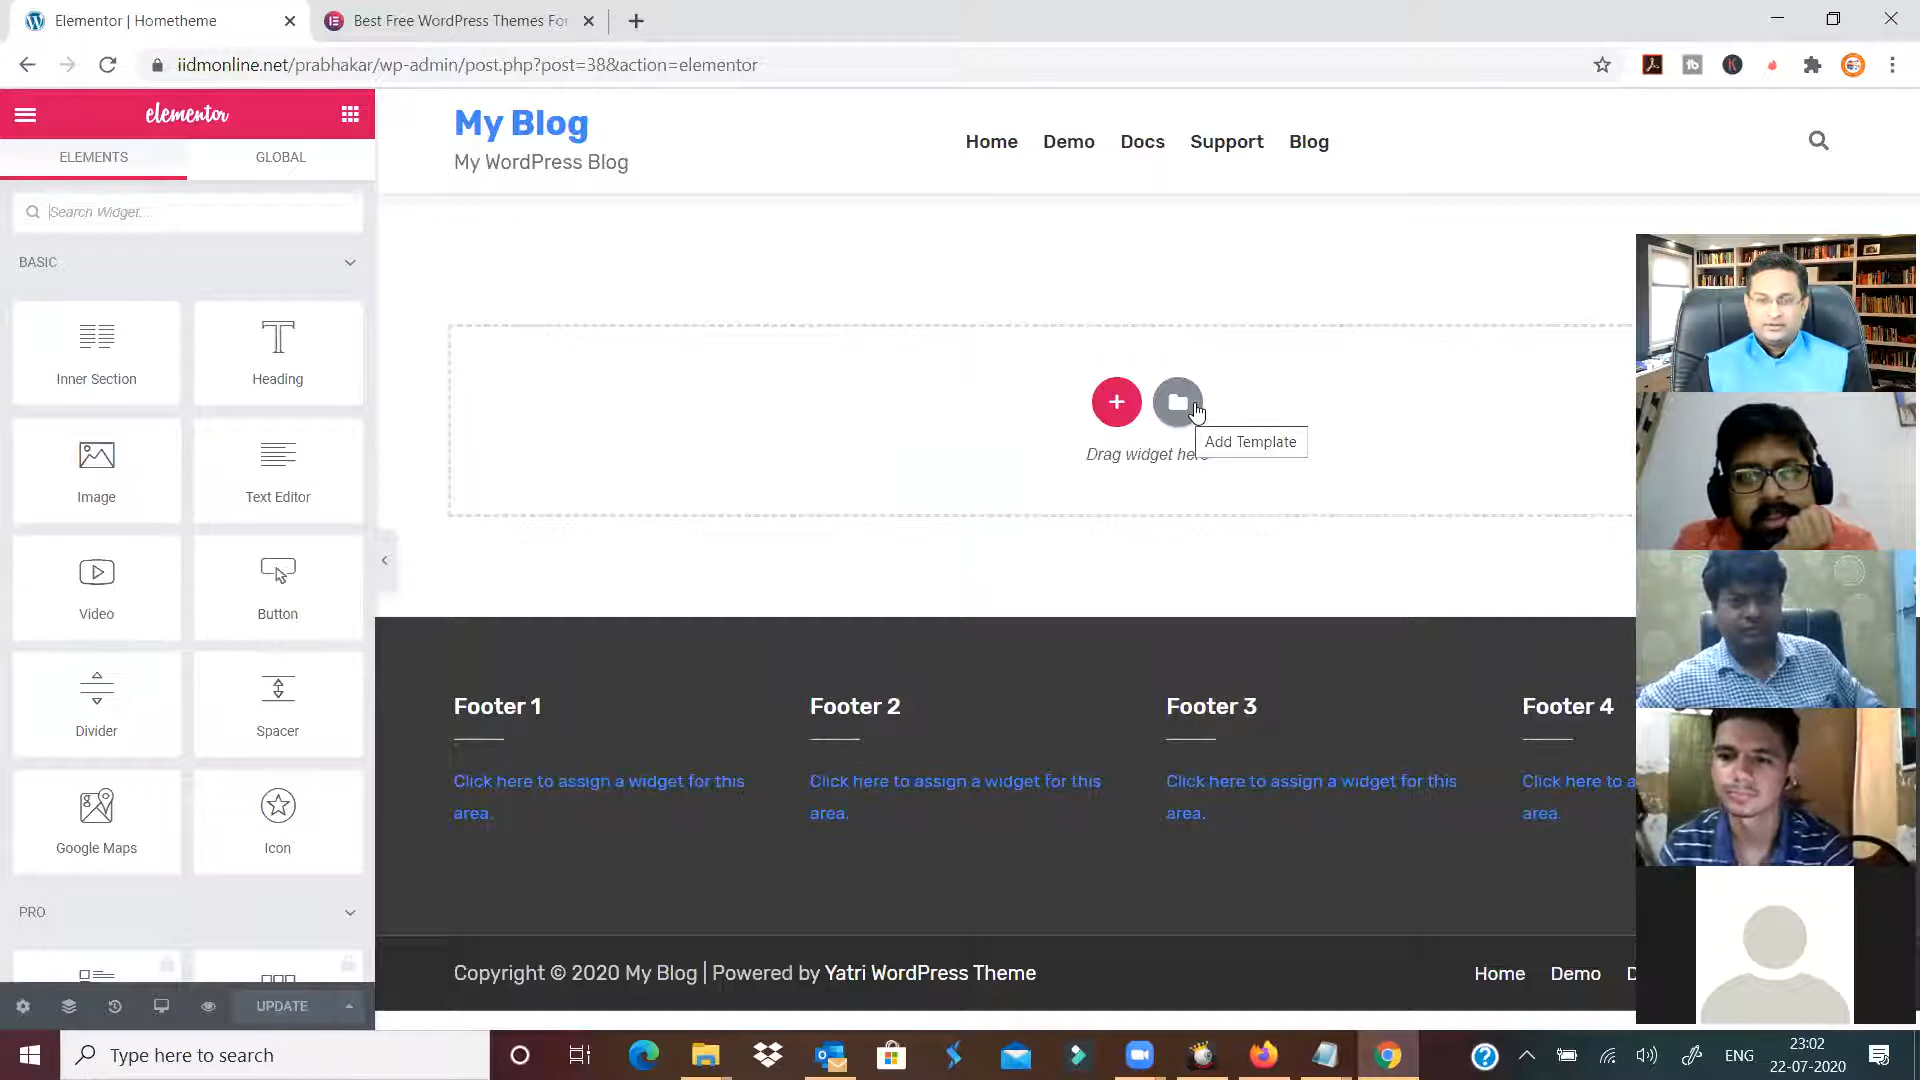 Elementor | Hometheme
Best Free WordPress Themes Fo
iidmonline.net/prabhakar/wp-admin/post.php?post=38&action=elementor
elementor
ELEMENTS
GLOBAL
Search Widget...
BASIC
Inner Section
Heading
Image
Text Editor
Video
Button
Divider
Spacer
Google Maps
Icon
PRO
UPDATE
My Blog
My WordPress Blog
Home
Demo
Docs
Support
Blog
Add Template
Drag widget here
Footer 1
Footer 2
Footer 3
Footer 4
Click here to assign a widget for this
area.
Click here to assign a widget for this
area.
Click here to assign a widget for this
area.
Click here to a
area.
Copyright © 2020 My Blog | Powered by Yatri WordPress Theme
Home
Demo
D
Type here to search
ENG
23:02
22-07-2020